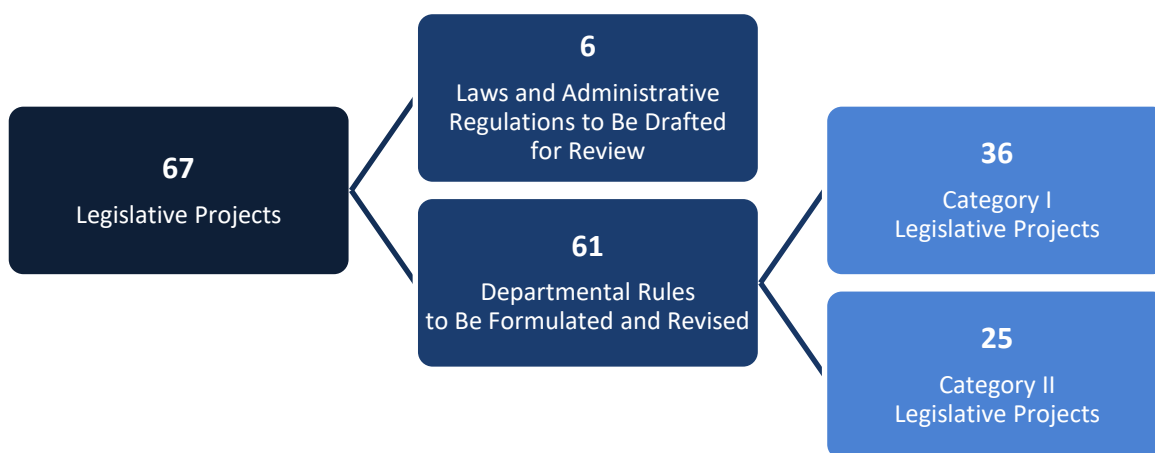 67
Legislative Projects
6
Laws and Administrative
Regulations to Be Drafted
for Review
61
Departmental Rules
to Be Formulated and Revised
36
Category I
Legislative Projects
25
Category II
Legislative Projects